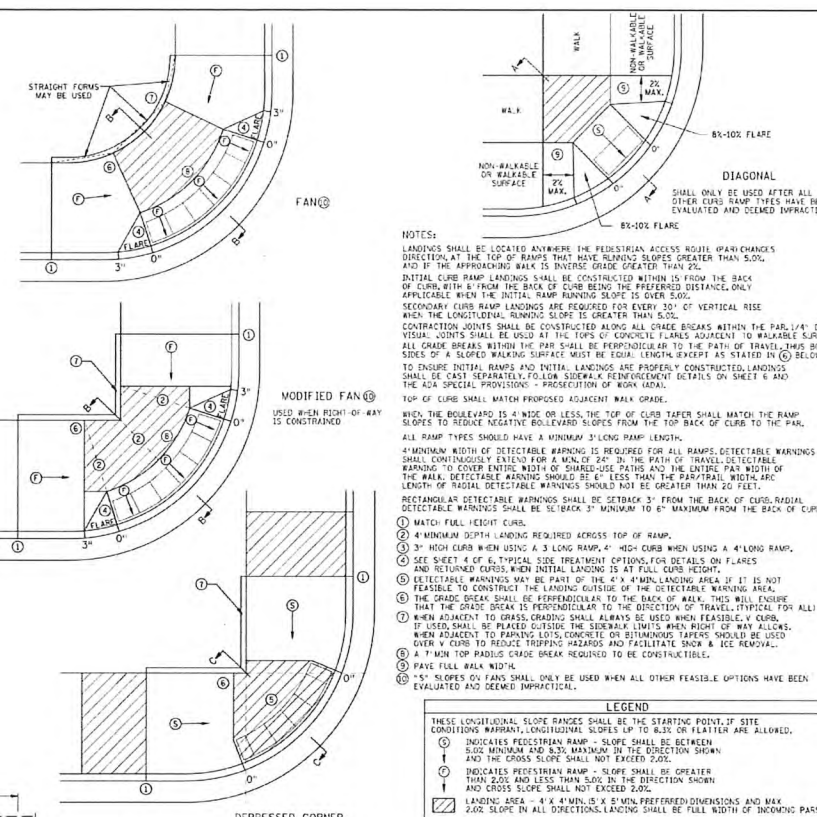 STRAIGHT FORMS
MAY BE USED
F
1
7
B
3"
4
FLARE
0"
6
F
8
F
F
F
4
FLARE
B
1
3"
0"
FAN 10
WALK
NON-WALKABLE
OR WALKABLE
SURFACE
A
9
2%
MAX.
WALK
S
0"
8%-10% FLARE
NON-WALKABLE
OR WALKABLE
SURFACE
9
2%
MAX.
0"
A
8%-10% FLARE
DIAGONAL
SHALL ONLY BE USED AFTER ALL
OTHER CURB RAMP TYPES HAVE BE
EVALUATED AND DEEMED IMPRACTI
7
F
1
B
2
3"
4
FLARE
0"
6
2
2
8
F
F
2
F
F
4
FLARE
B
1
3"
0"
MODIFIED FAN 10
USED WHEN RIGHT-OF-WAY
IS CONSTRAINED
7
S
1
C
6
5
0"
S
C
1
0"
DEPRESSED CORNER
NOTES:
LANDINGS SHALL BE LOCATED ANYWHERE THE PEDESTRIAN ACCESS ROUTE (PAR) CHANGES
DIRECTION, AT THE TOP OF RAMPS THAT HAVE RUNNING SLOPES GREATER THAN 5.0%,
AND IF THE APPROACHING WALK IS INVERSE GRADE GREATER THAN 2%.
INITIAL CURB RAMP LANDINGS SHALL BE CONSTRUCTED WITHIN 15' FROM THE BACK
OF CURB, WITH 6' FROM THE BACK OF CURB BEING THE PREFERRED DISTANCE, ONLY
APPLICABLE WHEN THE INITIAL RAMP RUNNING SLOPE IS OVER 5.0%.
SECONDARY CURB RAMP LANDINGS ARE REQUIRED FOR EVERY 30" OF VERTICAL RISE
WHEN THE LONGITUDINAL RUNNING SLOPE IS GREATER THAN 5.0%.
CONTRACTION JOINTS SHALL BE CONSTRUCTED ALONG ALL GRADE BREAKS WITHIN THE PAR. 1/4" D
VISUAL JOINTS SHALL BE USED AT THE TOPS OF CONCRETE FLARES ADJACENT TO WALKABLE SUR
ALL GRADE BREAKS WITHIN THE PAR SHALL BE PERPENDICULAR TO THE PATH OF TRAVEL, THUS BO
SIDES OF A SLOPED WALKING SURFACE MUST BE EQUAL LENGTH. (EXCEPT AS STATED IN 6 BELO
TO ENSURE INITIAL RAMPS AND INITIAL LANDINGS ARE PROPERLY CONSTRUCTED, LANDINGS
SHALL BE CAST SEPARATELY. FOLLOW SIDEWALK REINFORCEMENT DETAILS ON SHEET 6 AND
THE ADA SPECIAL PROVISIONS - PROSECUTION OF WORK (ADA).
TOP OF CURB SHALL MATCH PROPOSED ADJACENT WALK GRADE.
WHEN THE BOULEVARD IS 4' WIDE OR LESS, THE TOP OF CURB TAPER SHALL MATCH THE RAMP
SLOPES TO REDUCE NEGATIVE BOULEVARD SLOPES FROM THE TOP BACK OF CURB TO THE PAR.
ALL RAMP TYPES SHOULD HAVE A MINIMUM 3' LONG RAMP LENGTH.
4' MINIMUM WIDTH OF DETECTABLE WARNING IS REQUIRED FOR ALL RAMPS. DETECTABLE WARNINGS
SHALL CONTINUOUSLY EXTEND FOR A MIN. OF 24" IN THE PATH OF TRAVEL. DETECTABLE
WARNING TO COVER ENTIRE WIDTH OF SHARED-USE PATHS AND THE ENTIRE PAR WIDTH OF
THE WALK. DETECTABLE WARNING SHOULD BE 6" LESS THAN THE PAR/TRAIL WIDTH. ARC
LENGTH OF RADIAL DETECTABLE WARNINGS SHOULD NOT BE GREATER THAN 20 FEET.
RECTANGULAR DETECTABLE WARNINGS SHALL BE SETBACK 3" FROM THE BACK OF CURB. RADIAL
DETECTABLE WARNINGS SHALL BE SETBACK 3" MINIMUM TO 6" MAXIMUM FROM THE BACK OF CURB
1 MATCH FULL HEIGHT CURB.
2 4' MINIMUM DEPTH LANDING REQUIRED ACROSS TOP OF RAMP.
3 3" HIGH CURB WHEN USING A 3' LONG RAMP, 4" HIGH CURB WHEN USING A 4' LONG RAMP.
4 SEE SHEET 4 OF 6, TYPICAL SIDE TREATMENT OPTIONS, FOR DETAILS ON FLARES
AND RETURNED CURBS, WHEN INITIAL LANDING IS AT FULL CURB HEIGHT.
5 DETECTABLE WARNINGS MAY BE PART OF THE 4' X 4' MIN. LANDING AREA IF IT IS NOT
FEASIBLE TO CONSTRUCT THE LANDING OUTSIDE OF THE DETECTABLE WARNING AREA.
6 THE GRADE BREAK SHALL BE PERPENDICULAR TO THE BACK OF WALK. THIS WILL ENSURE
THAT THE GRADE BREAK IS PERPENDICULAR TO THE DIRECTION OF TRAVEL. (TYPICAL FOR ALL)
7 WHEN ADJACENT TO GRASS, GRADING SHALL ALWAYS BE USED WHEN FEASIBLE. V CURB,
IF USED, SHALL BE PLACED OUTSIDE THE SIDEWALK LIMITS WHEN RIGHT OF WAY ALLOWS.
WHEN ADJACENT TO PARKING LOTS, CONCRETE OR BITUMINOUS TAPERS SHOULD BE USED
OVER V CURB TO REDUCE TRIPPING HAZARDS AND FACILITATE SNOW & ICE REMOVAL.
8 A 7' MIN TOP RADIUS GRADE BREAK REQUIRED TO BE CONSTRUCTIBLE.
9 PAVE FULL WALK WIDTH.
10 "S" SLOPES ON FANS SHALL ONLY BE USED WHEN ALL OTHER FEASIBLE OPTIONS HAVE BEEN
EVALUATED AND DEEMED IMPRACTICAL.
LEGEND
THESE LONGITUDINAL SLOPE RANGES SHALL BE THE STARTING POINT. IF SITE
CONDITIONS WARRANT, LONGITUDINAL SLOPES UP TO 8.3% OR FLATTER ARE ALLOWED.
S INDICATES PEDESTRIAN RAMP - SLOPE SHALL BE BETWEEN
5.0% MINIMUM AND 8.3% MAXIMUM IN THE DIRECTION SHOWN
AND THE CROSS SLOPE SHALL NOT EXCEED 2.0%.
F INDICATES PEDESTRIAN RAMP - SLOPE SHALL BE GREATER
THAN 2.0% AND LESS THAN 5.0% IN THE DIRECTION SHOWN
AND CROSS SLOPE SHALL NOT EXCEED 2.0%.
LANDING AREA - 4' X 4' MIN. (5' X 5' MIN. PREFERRED) DIMENSIONS AND MAX
2.0% SLOPE IN ALL DIRECTIONS. LANDING SHALL BE FULL WIDTH OF INCOMING PARS